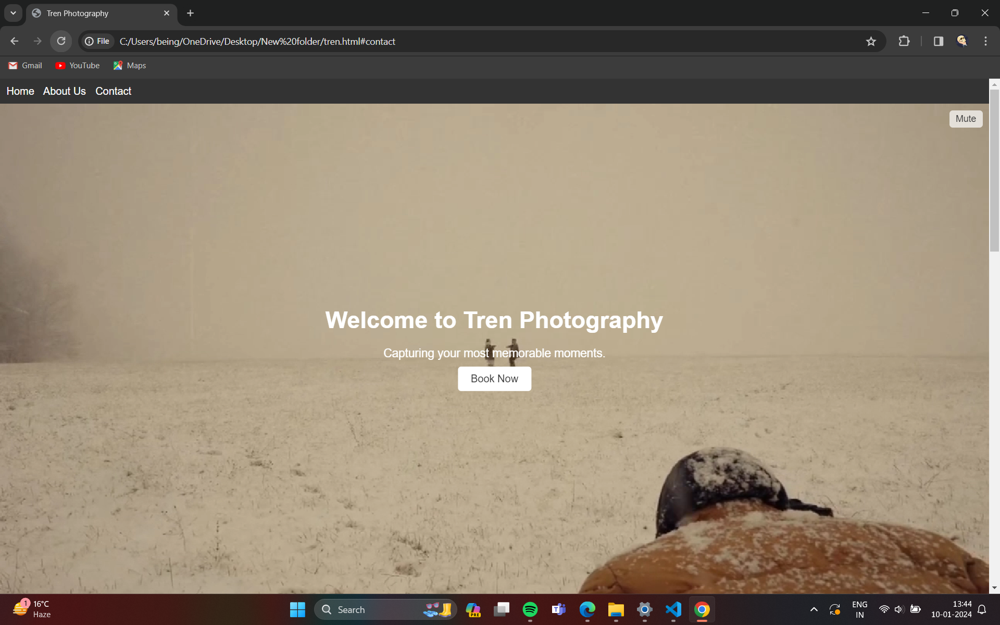 Tren Photography
File C:/Users/being/OneDrive/Desktop/New%20folder/tren.html#contact
Gmail YouTube Maps
Home About Us Contact
Mute
Welcome to Tren Photography
Capturing your most memorable moments.
Book Now
1
16°C
Haze
Search
PRE
ENG
IN
13:44
10-01-2024